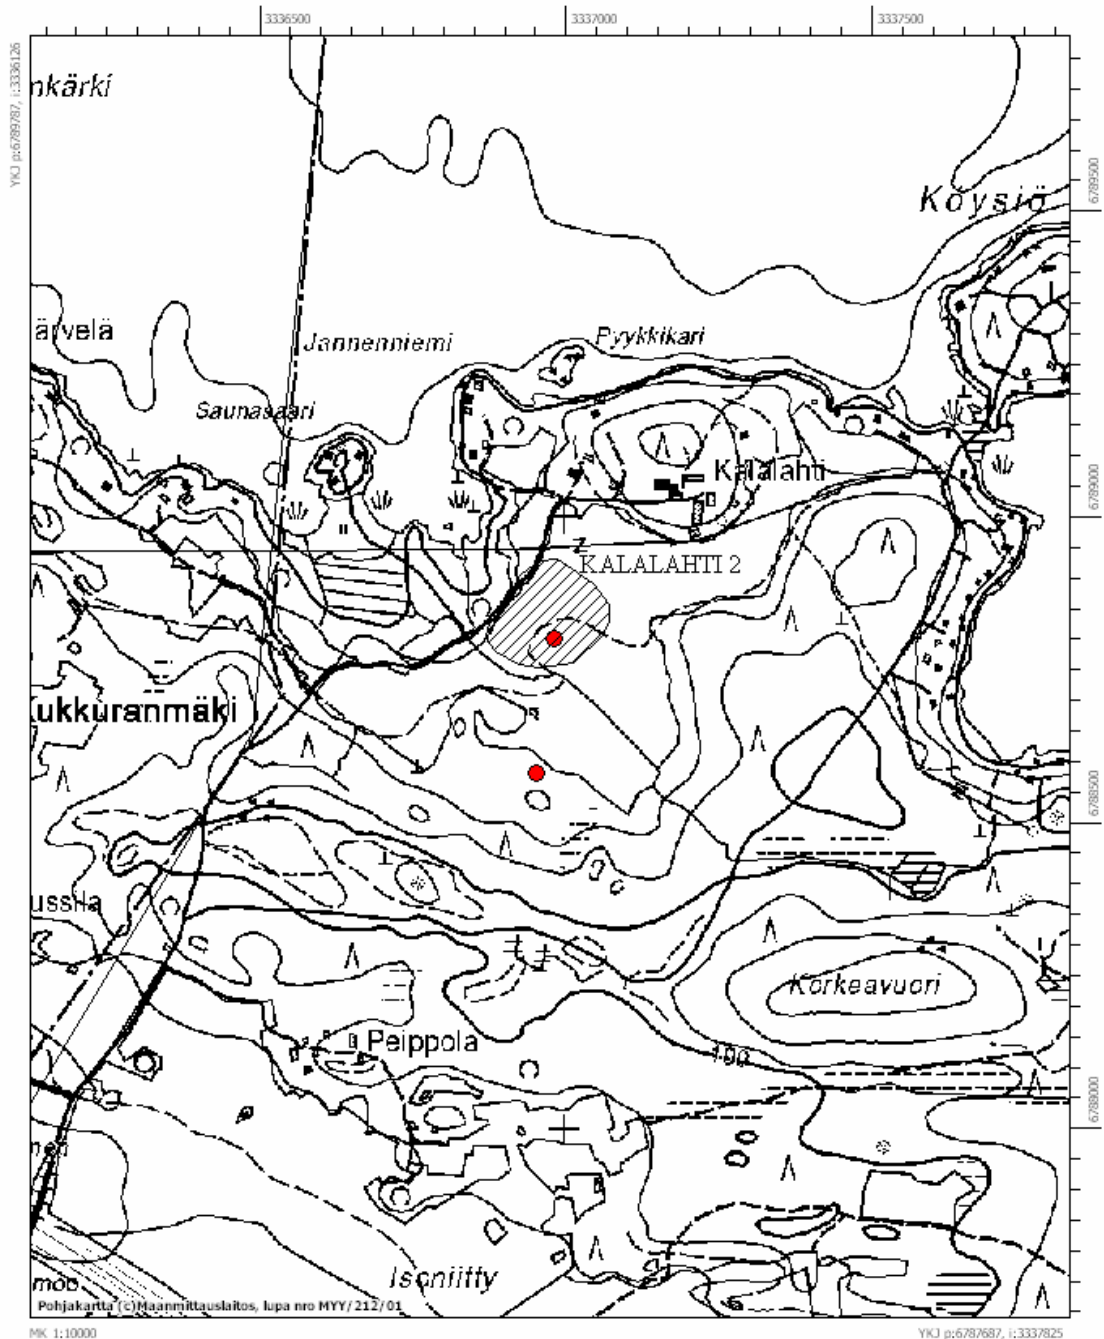 3336500
3337000
3337500
YKJ p:6789787, i:3336126
nkärki
6789500
Köysiö
ärvelä
Jannenniemi
Pyykkikari
Saunasaari
Kalalahti
6789000
Z
KALALAHTI 2
Kukkuranmäki
6788500
ussila
Korkeavuori
Peippola
100
6788000
Isoniitty
Pohjakartta (c)Maanmittauslaitos, lupa nro MYY/212/01
MK 1:10000
YKJ p:6787687, i:3337825